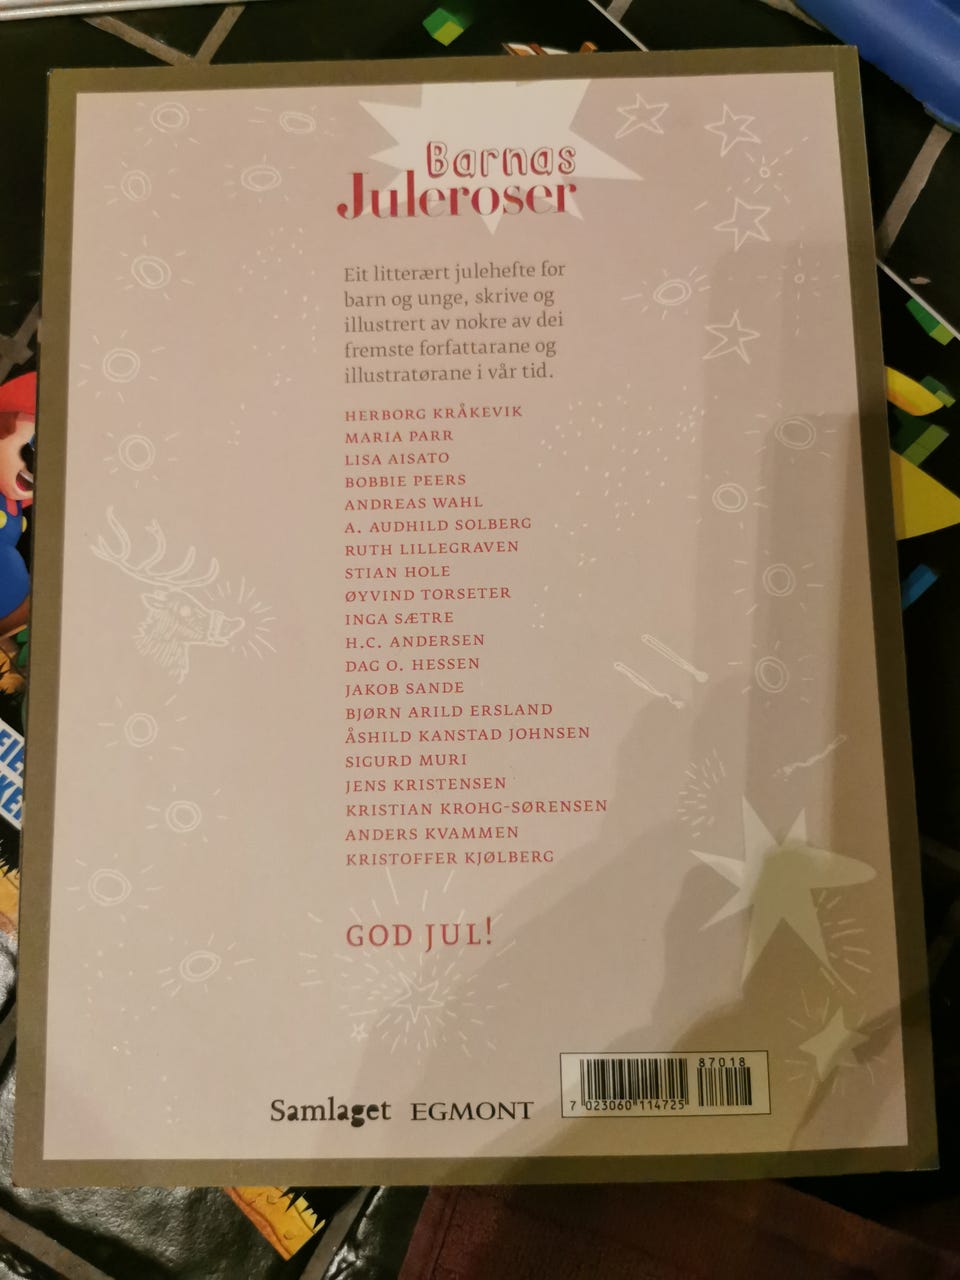 Barnas
Juleroser
Eit litterært julehefte for
barn og unge, skrive og
illustrert av nokre av dei
fremste forfattarane og
illustratørane i vår tid.
HERBORG KRÅKEVIK
MARIA PARR
LISA AISATO
BOBBIE PEERS
ANDREAS WAHL
A. AUDHILD SOLBERG
RUTH LILLEGRAVEN
STIAN HOLE
ØYVIND TORSETER
INGA SÆTRE
H.C. ANDERSEN
DAG O. HESSEN
JAKOB SANDE
BJØRN ARILD ERSLAND
ÅSHILD KANSTAD JOHNSEN
SIGURD MURI
JENS KRISTENSEN
KRISTIAN KROHG-SØRENSEN
ANDERS KVAMMEN
KRISTOFFER KJØLBERG
GOD JUL!
Samlaget EGMONT
87018
7 023060 114725